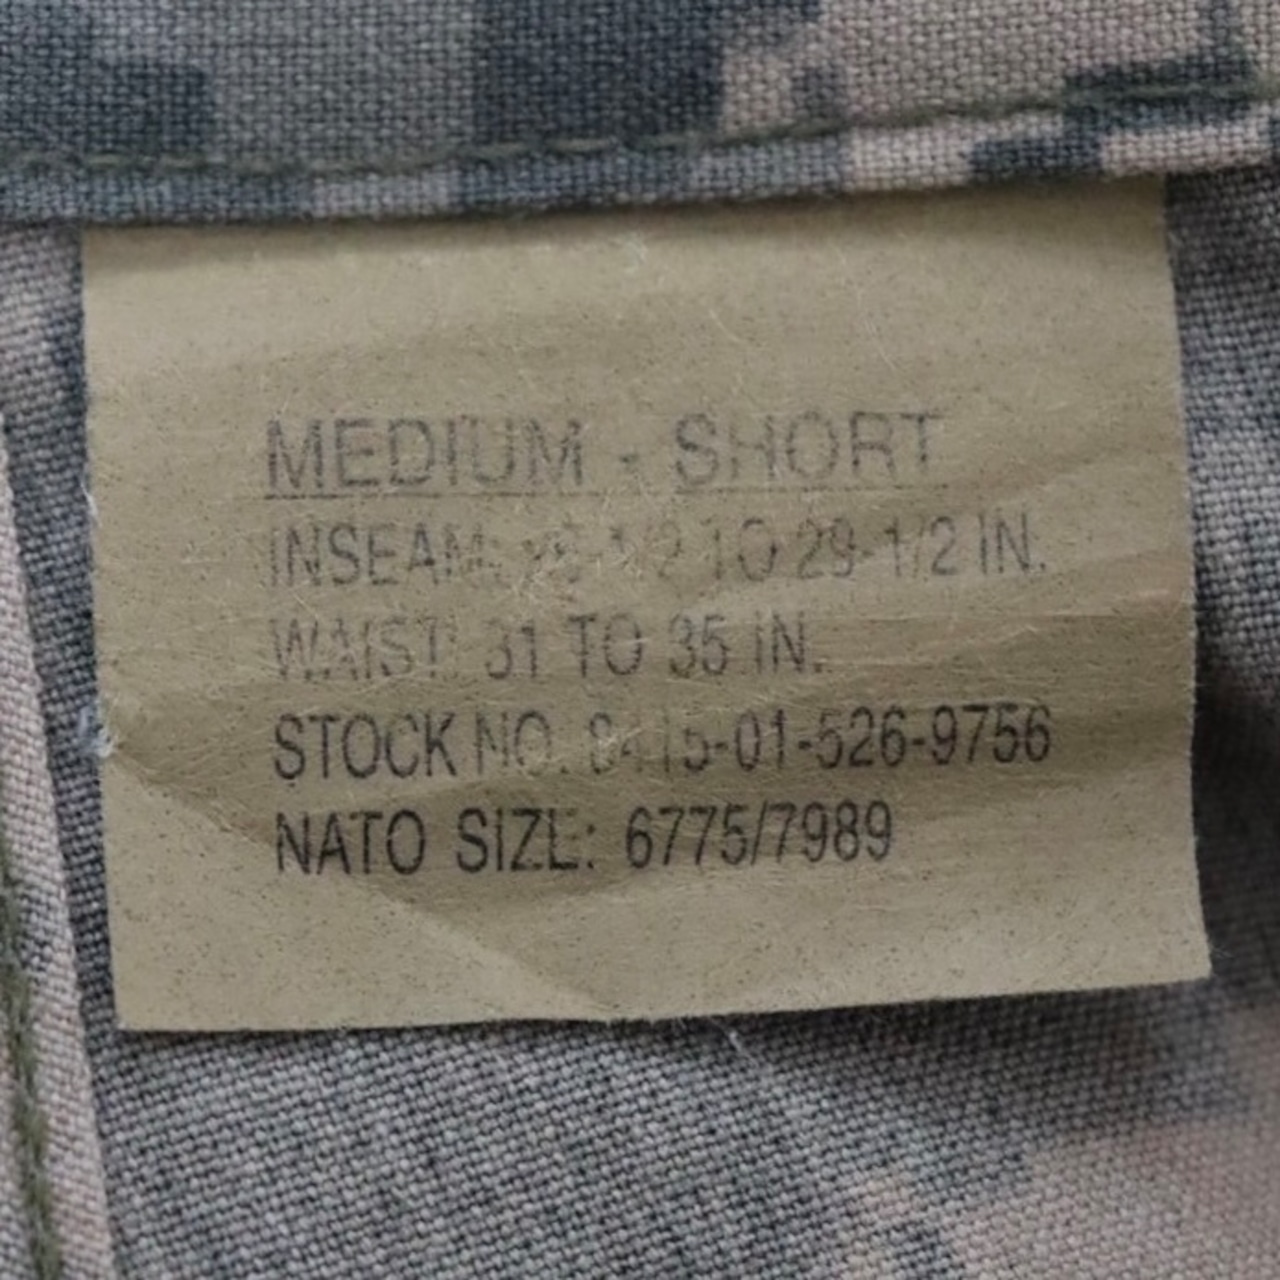 MEDIUM - SHORT
INSEAM: TO 29-1/2 IN.
WAIST: 31 TO 35 IN.
STOCK NO. 8415-01-526-9756
NATO SIZE: 6775/7989